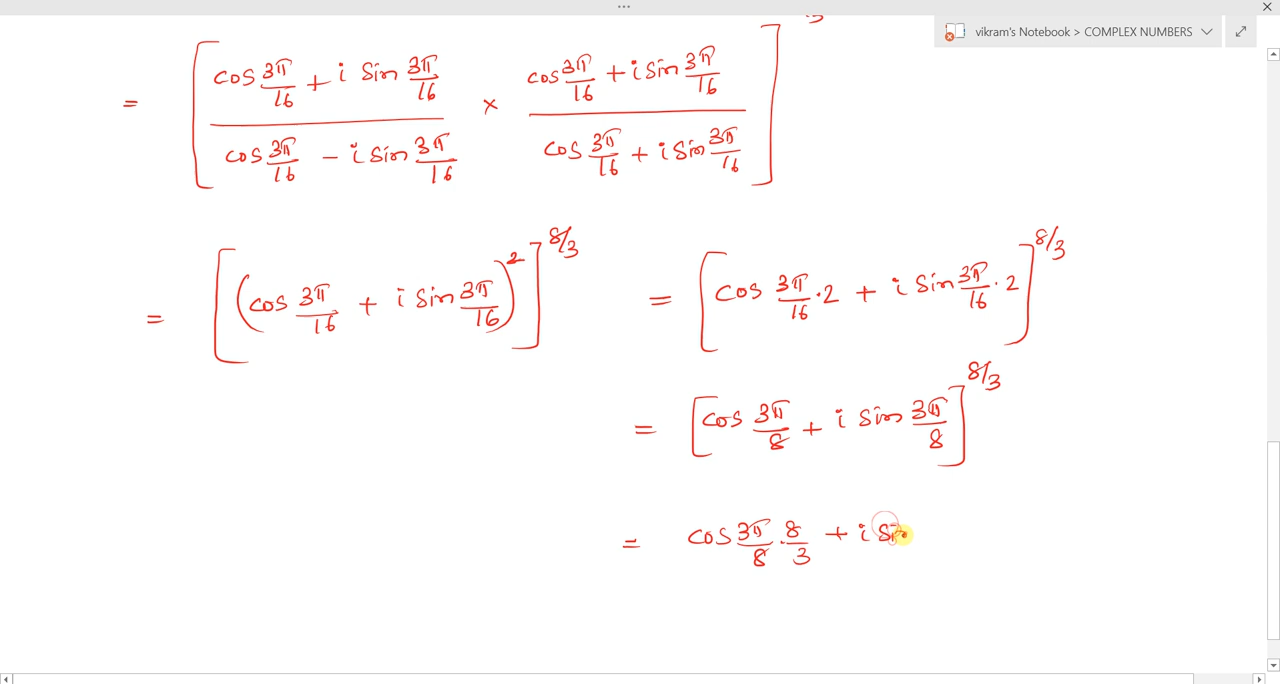 vikram's Notebook > COMPLEX NUMBERS
= [ (cos 3π/16 + i sin 3π/16) / (cos 3π/16 - i sin 3π/16) × (cos 3π/16 + i sin 3π/16) / (cos 3π/16 + i sin 3π/16) ]
= [ (cos 3π/16 + i sin 3π/16)^2 ]^8/3 = [ cos 3π/16 · 2 + i sin 3π/16 · 2 ]^8/3
= [ cos 3π/8 + i sin 3π/8 ]^8/3
= cos 3π/8 · 8/3 + i sin